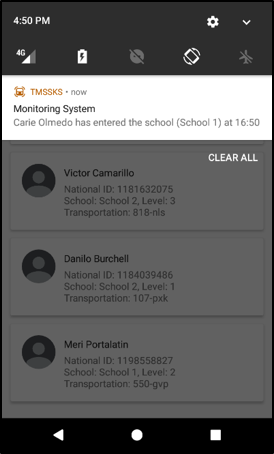 4:50 PM
4G
TMSSKS • now
Monitoring System
Carie Olmedo has entered the school (School 1) at 16:50
CLEAR ALL
Victor Camarillo
National ID: 1181632075
School: School 2, Level: 3
Transportation: 818-nls
Danilo Burchell
National ID: 1184039486
School: School 2, Level: 1
Transportation: 107-pxk
Meri Portalatin
National ID: 1198558827
School: School 1, Level: 2
Transportation: 550-gvp